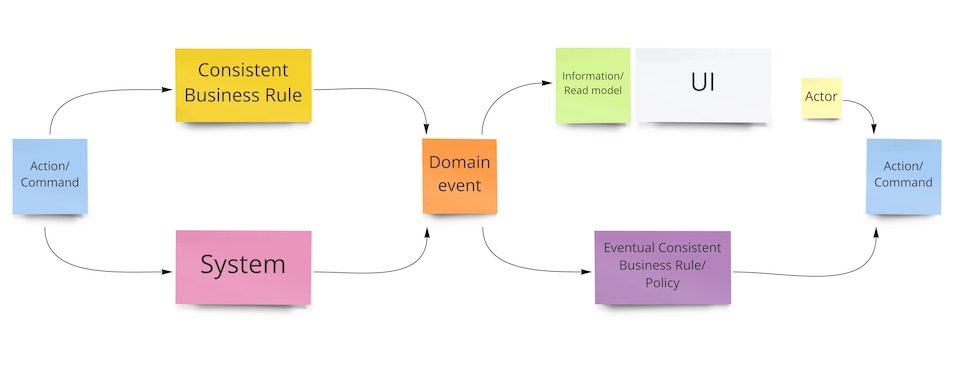 Consistent
Business Rule
Information/
Read model
UI
Actor
Action/
Command
Domain
event
Action/
Command
System
Eventual Consistent
Business Rule/
Policy